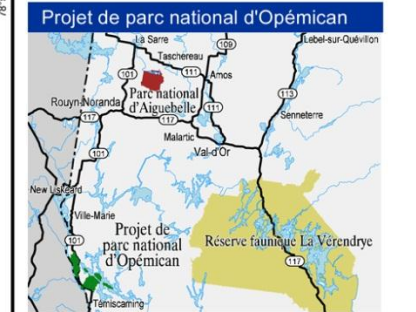 Projet de parc national d'Opémican
La Sarre
109
Lebel-sur-Quévillon
Taschereau
101
111
Amos
Parc national
d'Aiguebelle
Rouyn-Noranda
117
111
113
Senneterre
117
Malartic
Val-d'Or
101
New Liskeard
Ville-Marie
Projet de
parc national
d'Opémican
101
Réserve faunique La Vérendrye
117
Témiscaming